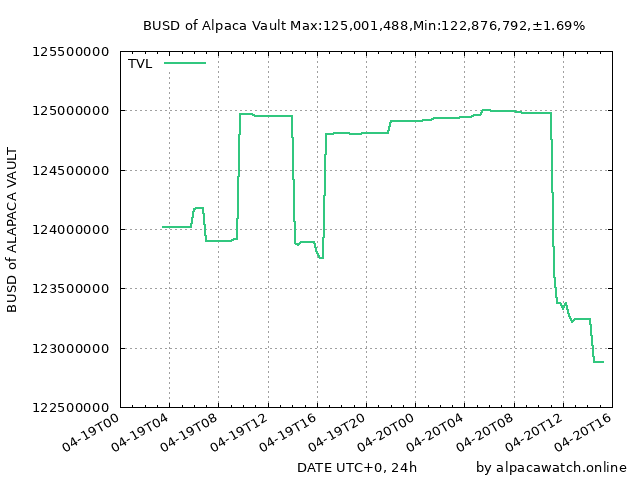 BUSD of Alpaca Vault Max:125,001,488,Min:122,876,792,±1.69%
TVL
125500000
125000000
124500000
124000000
123500000
123000000
122500000
BUSD of ALAPACA VAULT
04-19T00
04-19T04
04-19T08
04-19T12
04-19T16
04-19T20
04-20T00
04-20T04
04-20T08
04-20T12
04-20T16
DATE UTC+0, 24h
by alpacawatch.online